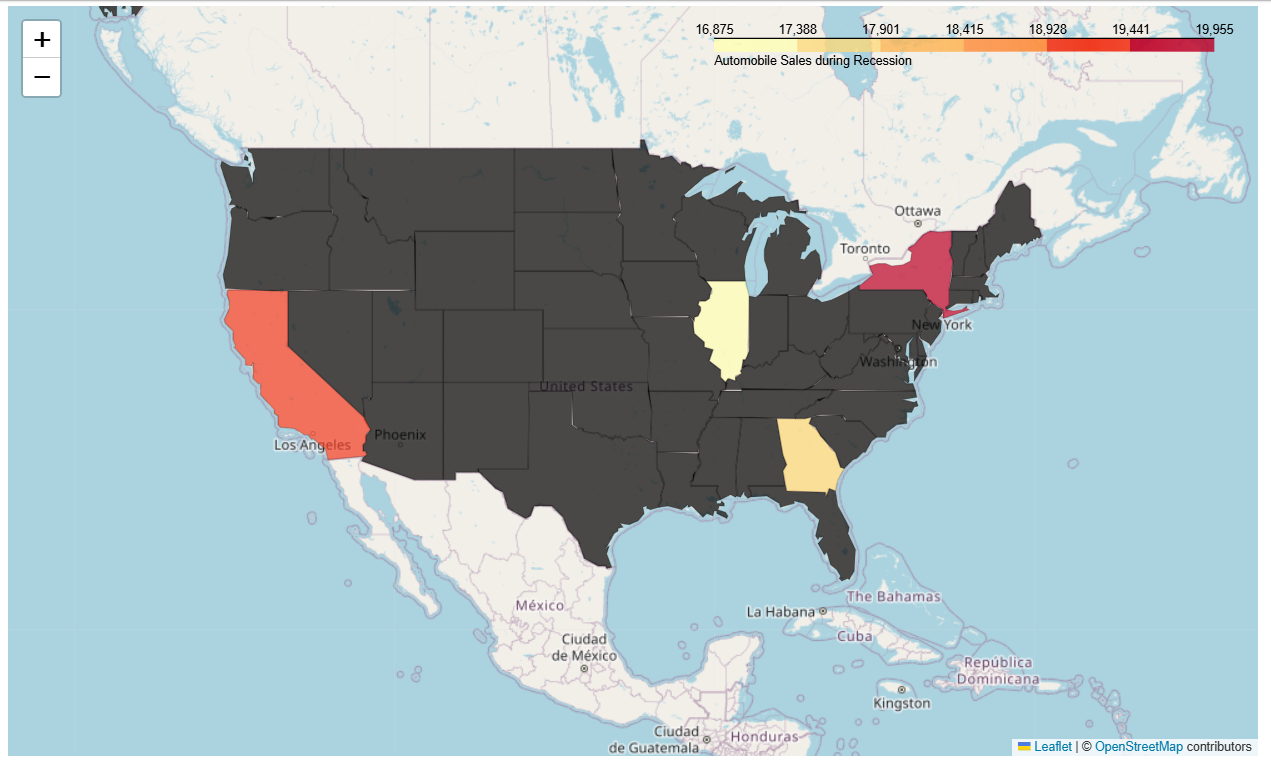 +
−
16,875 17,388 17,901 18,415 18,928 19,441 19,955
Automobile Sales during Recession
Ottawa
Toronto
New York
Washington
United States
Los Angeles
Phoenix
México
Ciudad
de México
La Habana
The Bahamas
Cuba
República
Dominicana
Kingston
Ciudad
de Guatemala
Honduras
Leaflet | © OpenStreetMap contributors